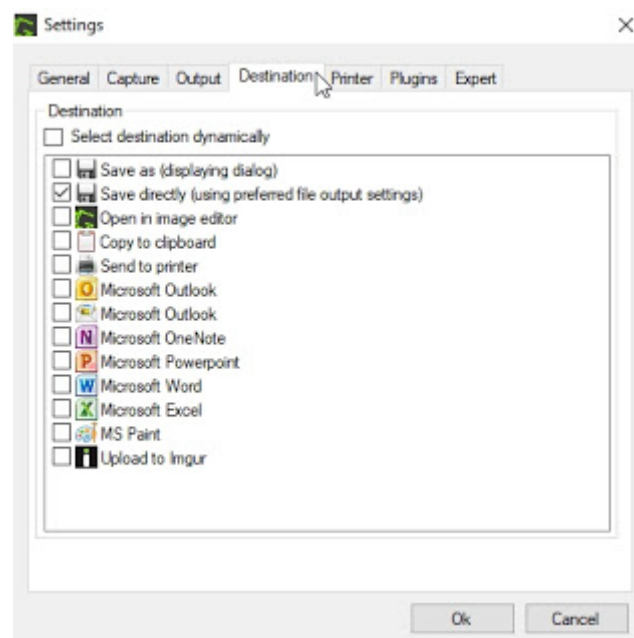 Settings
General Capture Output Destination Printer Plugins Expert
Destination
Select destination dynamically
Save as (displaying dialog)
Save directly (using preferred file output settings)
Open in image editor
Copy to clipboard
Send to printer
Microsoft Outlook
Microsoft Outlook
Microsoft OneNote
Microsoft Powerpoint
Microsoft Word
Microsoft Excel
MS Paint
Upload to Imgur
Ok Cancel